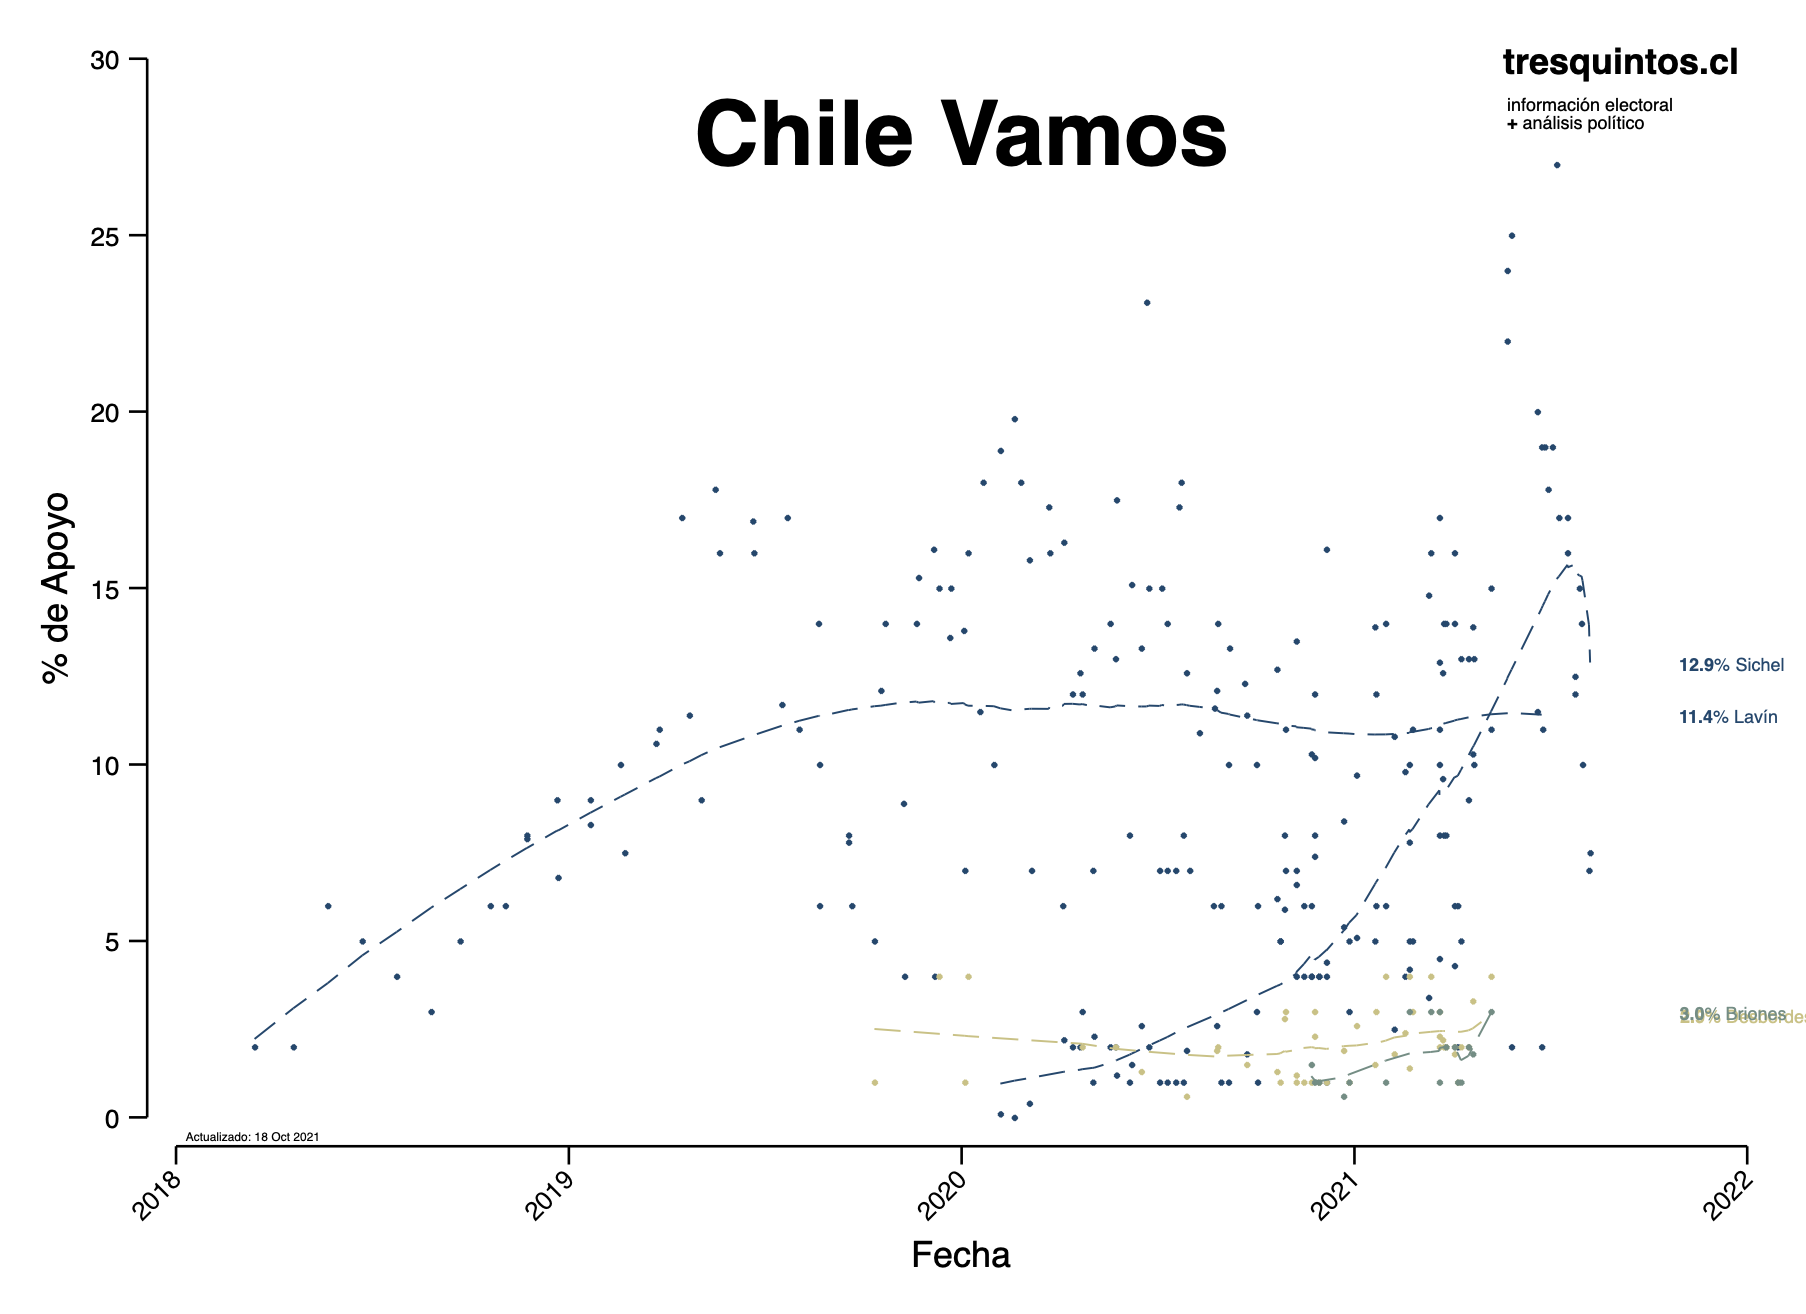 30
tresquintos.cl
información electoral
+ análisis político
Chile Vamos
25
20
15
10
5
0
% de Apoyo
12.9% Sichel
11.4% Lavín
3.0% Briones
Desbordes
Actualizado: 18 Oct 2021
2018
2019
2020
2021
2022
Fecha